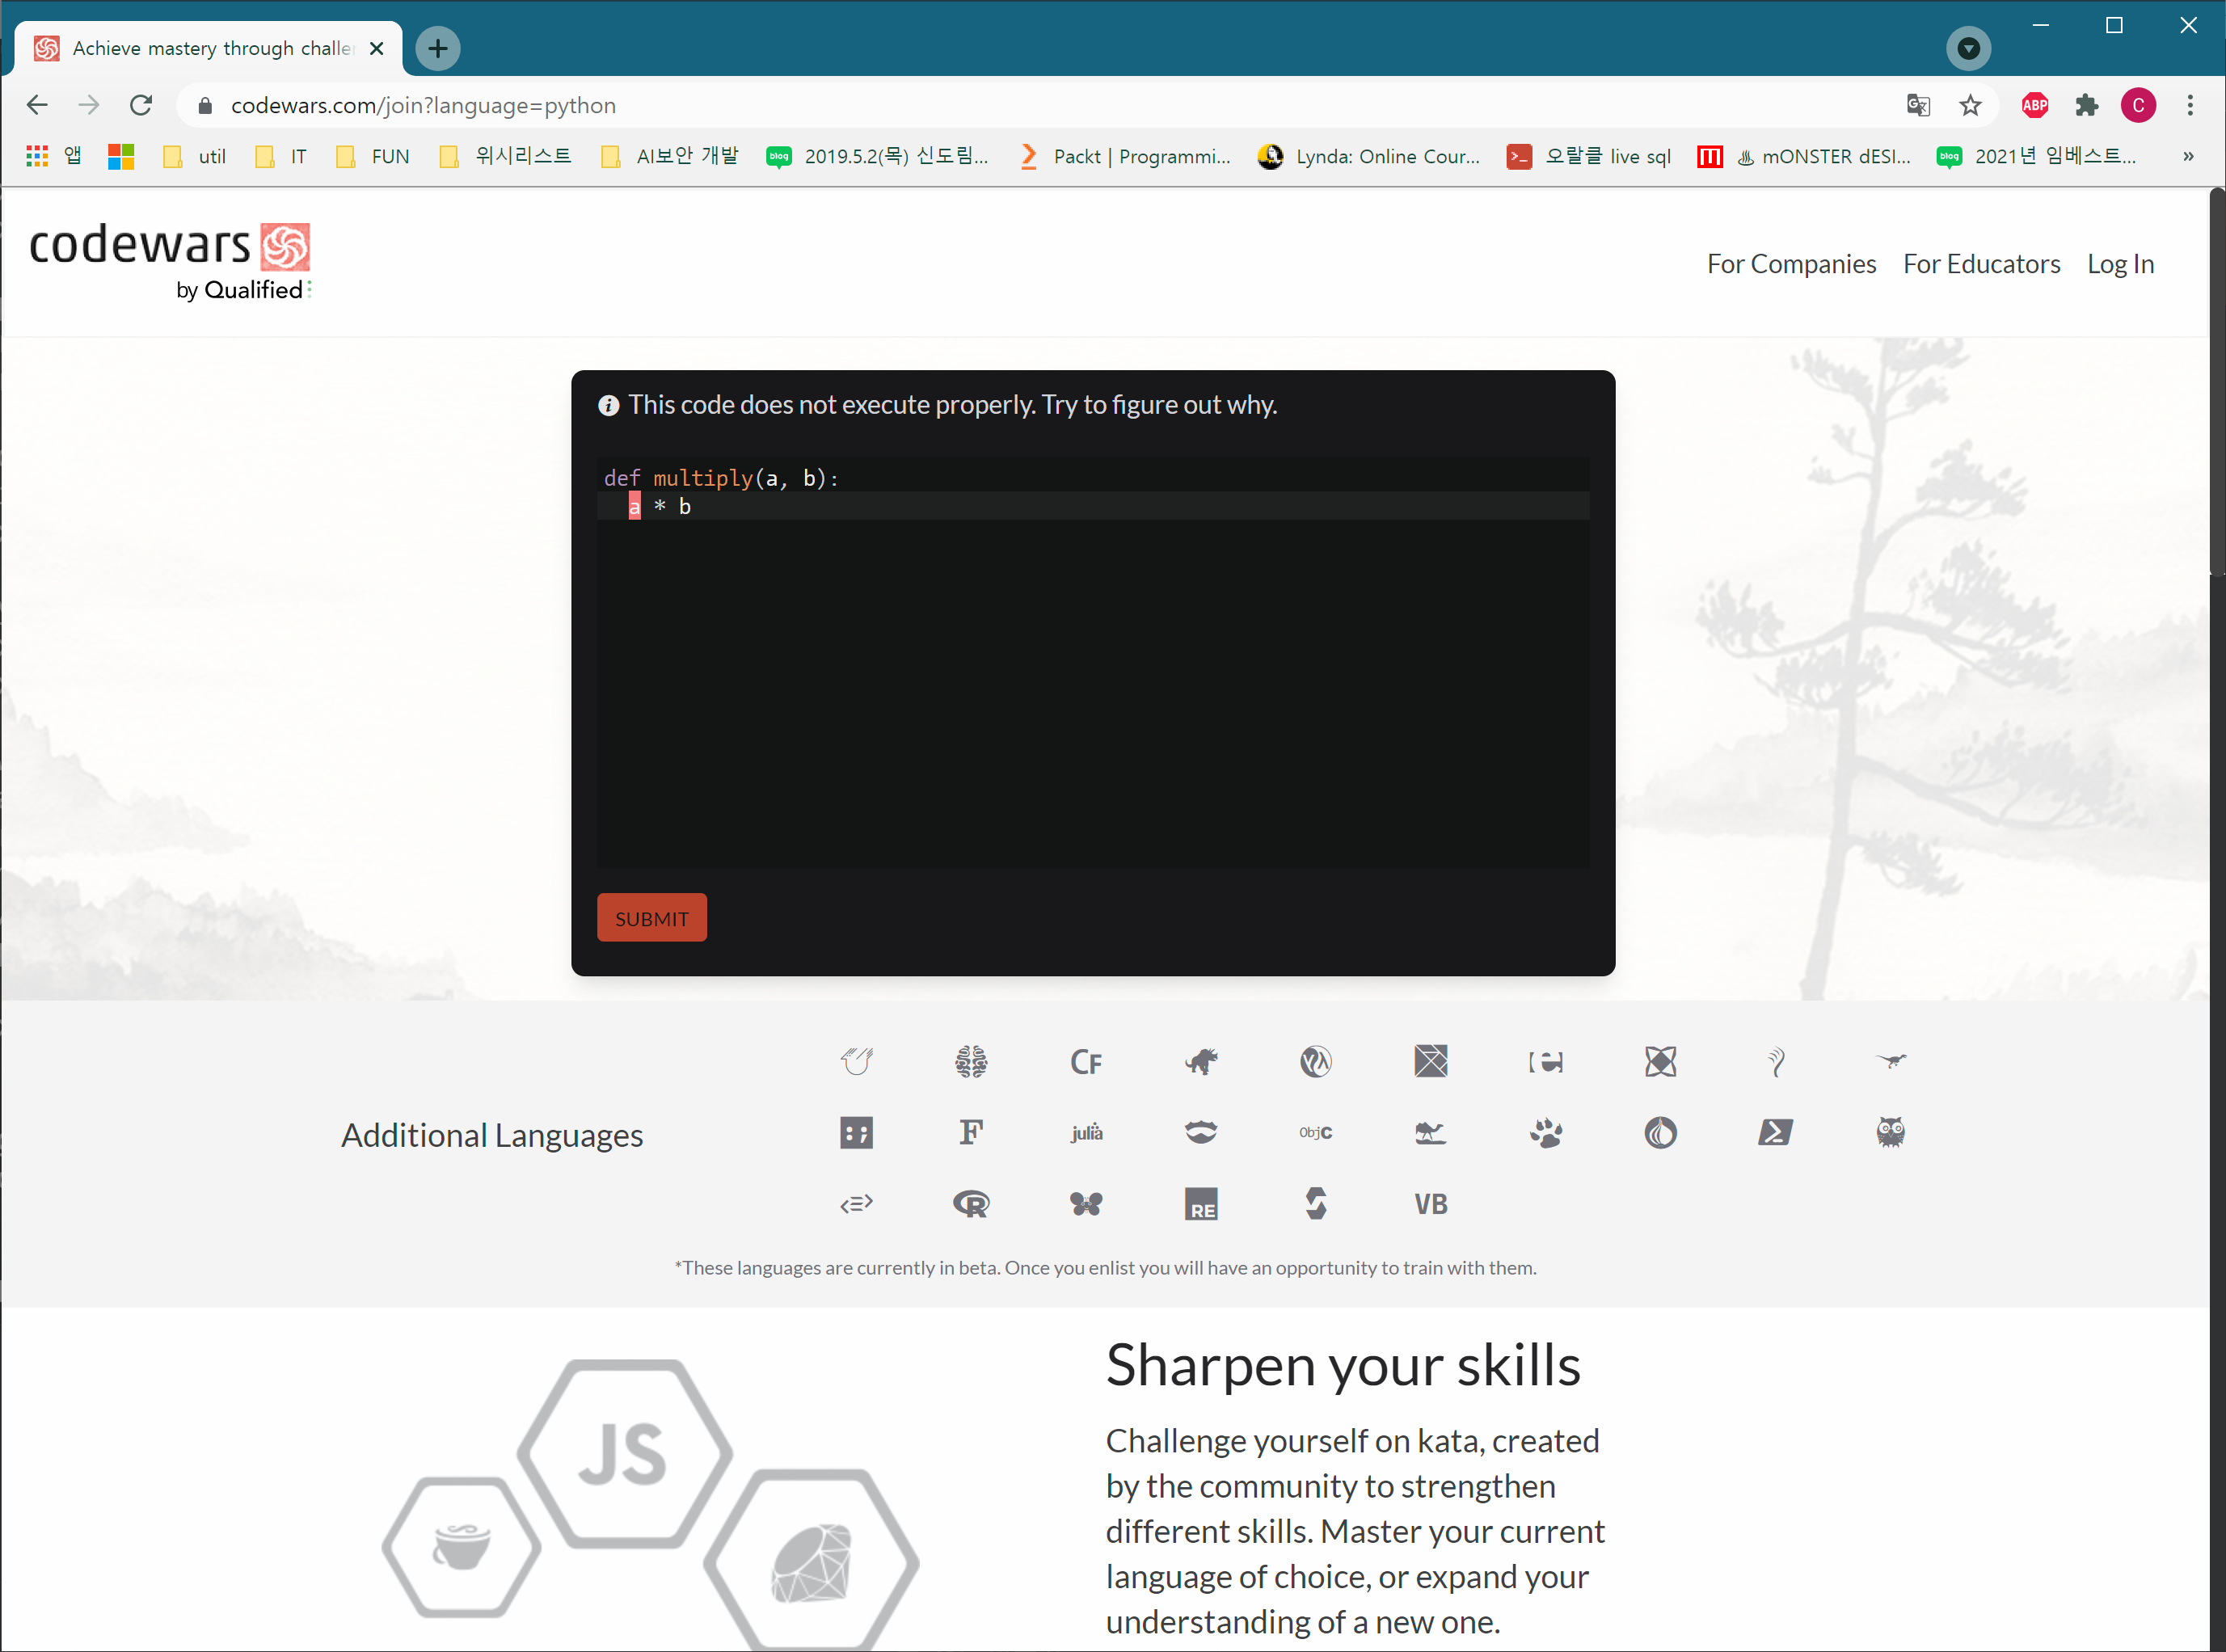 Achieve mastery through challe
codewars.com/join?language=python
ABP
C
앱
util
IT
FUN
위시리스트
AI보안 개발
blog 2019.5.2(목) 신도림...
Packt | Programmi...
Lynda: Online Cour...
오랄클 live sql
mONSTER dESI...
blog 2021년 임베스트...
»
codewars
by Qualified
For Companies
For Educators
Log In
This code does not execute properly. Try to figure out why.
def multiply(a, b):
a * b
SUBMIT
Additional Languages
CF
F
julia
ObjC
R
RE
VB
*These languages are currently in beta. Once you enlist you will have an opportunity to train with them.
JS
Sharpen your skills
Challenge yourself on kata, created
by the community to strengthen
different skills. Master your current
language of choice, or expand your
understanding of a new one.